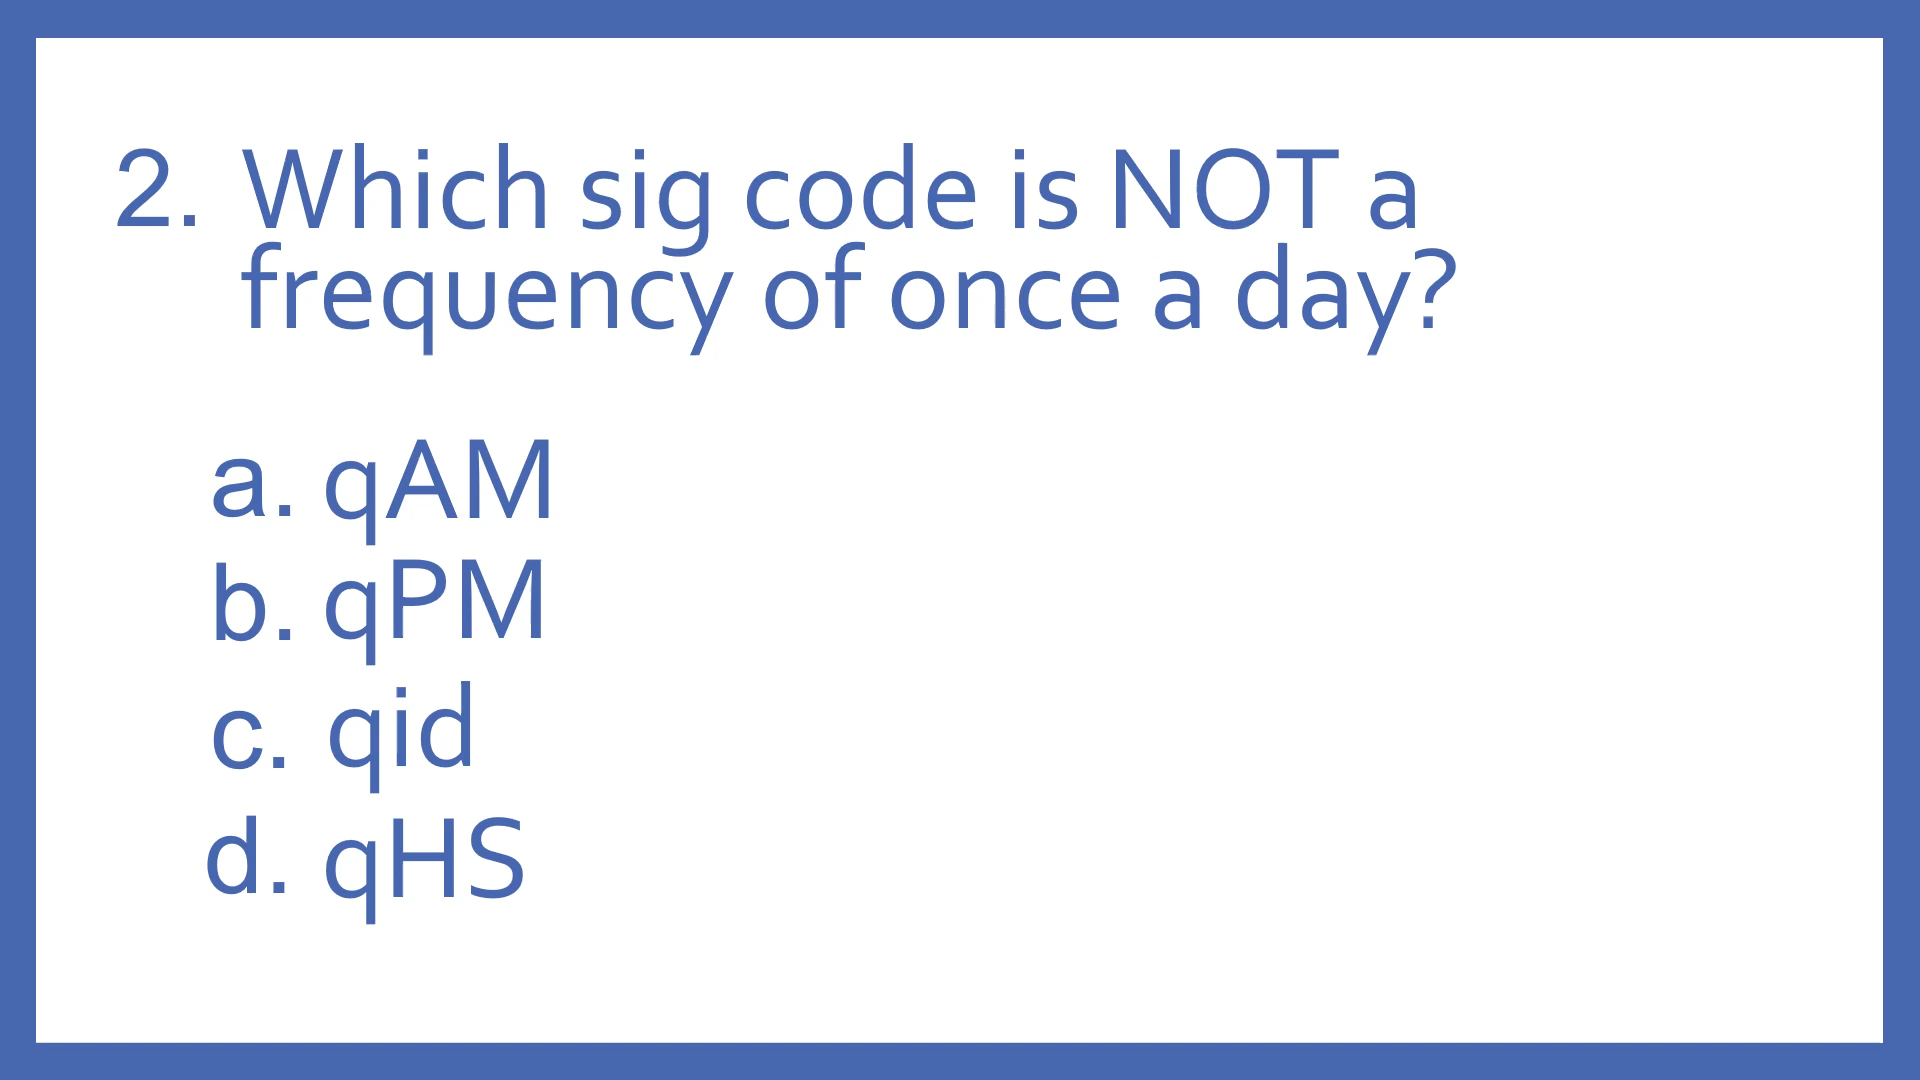 2. Which sig code is NOT a
frequency of once a day?
a. qAM
b. qPM
c. qid
d. qHS